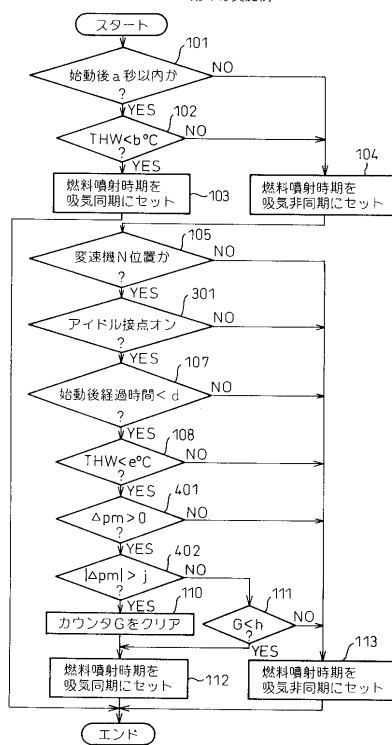 スタート
101
始動後a秒以内か
?
NO
YES
102
THW<b°C
?
NO
YES
104
燃料噴射時期を
吸気同期にセット
103
燃料噴射時期を
吸気非同期にセット
105
変速機N位置か
?
NO
YES
301
アイドル接点オン
?
NO
YES
107
始動後経過時間<d
?
NO
YES
108
THW<e°C
?
NO
YES
401
Δpm>0
?
NO
YES
402
|Δpm|>j
?
NO
YES
110
111
カウンタGをクリア
G<h
?
NO
YES
113
燃料噴射時期を
吸気同期にセット
112
燃料噴射時期を
吸気非同期にセット
エンド